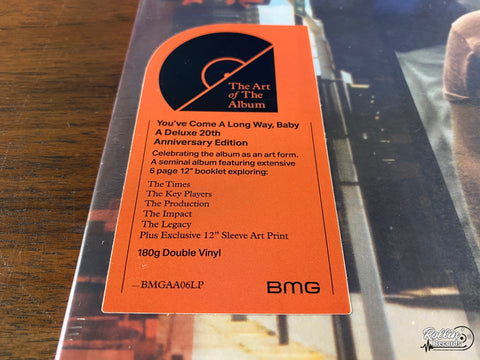 The Art
of The
Album
You've Come A Long Way, Baby
A Deluxe 20th
Anniversary Edition
Celebrating the album as an art form.
A seminal album featuring extensive
6 page 12" booklet exploring:
The Times
The Key Players
The Production
The Impact
The Legacy
Plus Exclusive 12" Sleeve Art Print
180g Double Vinyl
—BMGAA06LP
BMG
Rollin'
Records